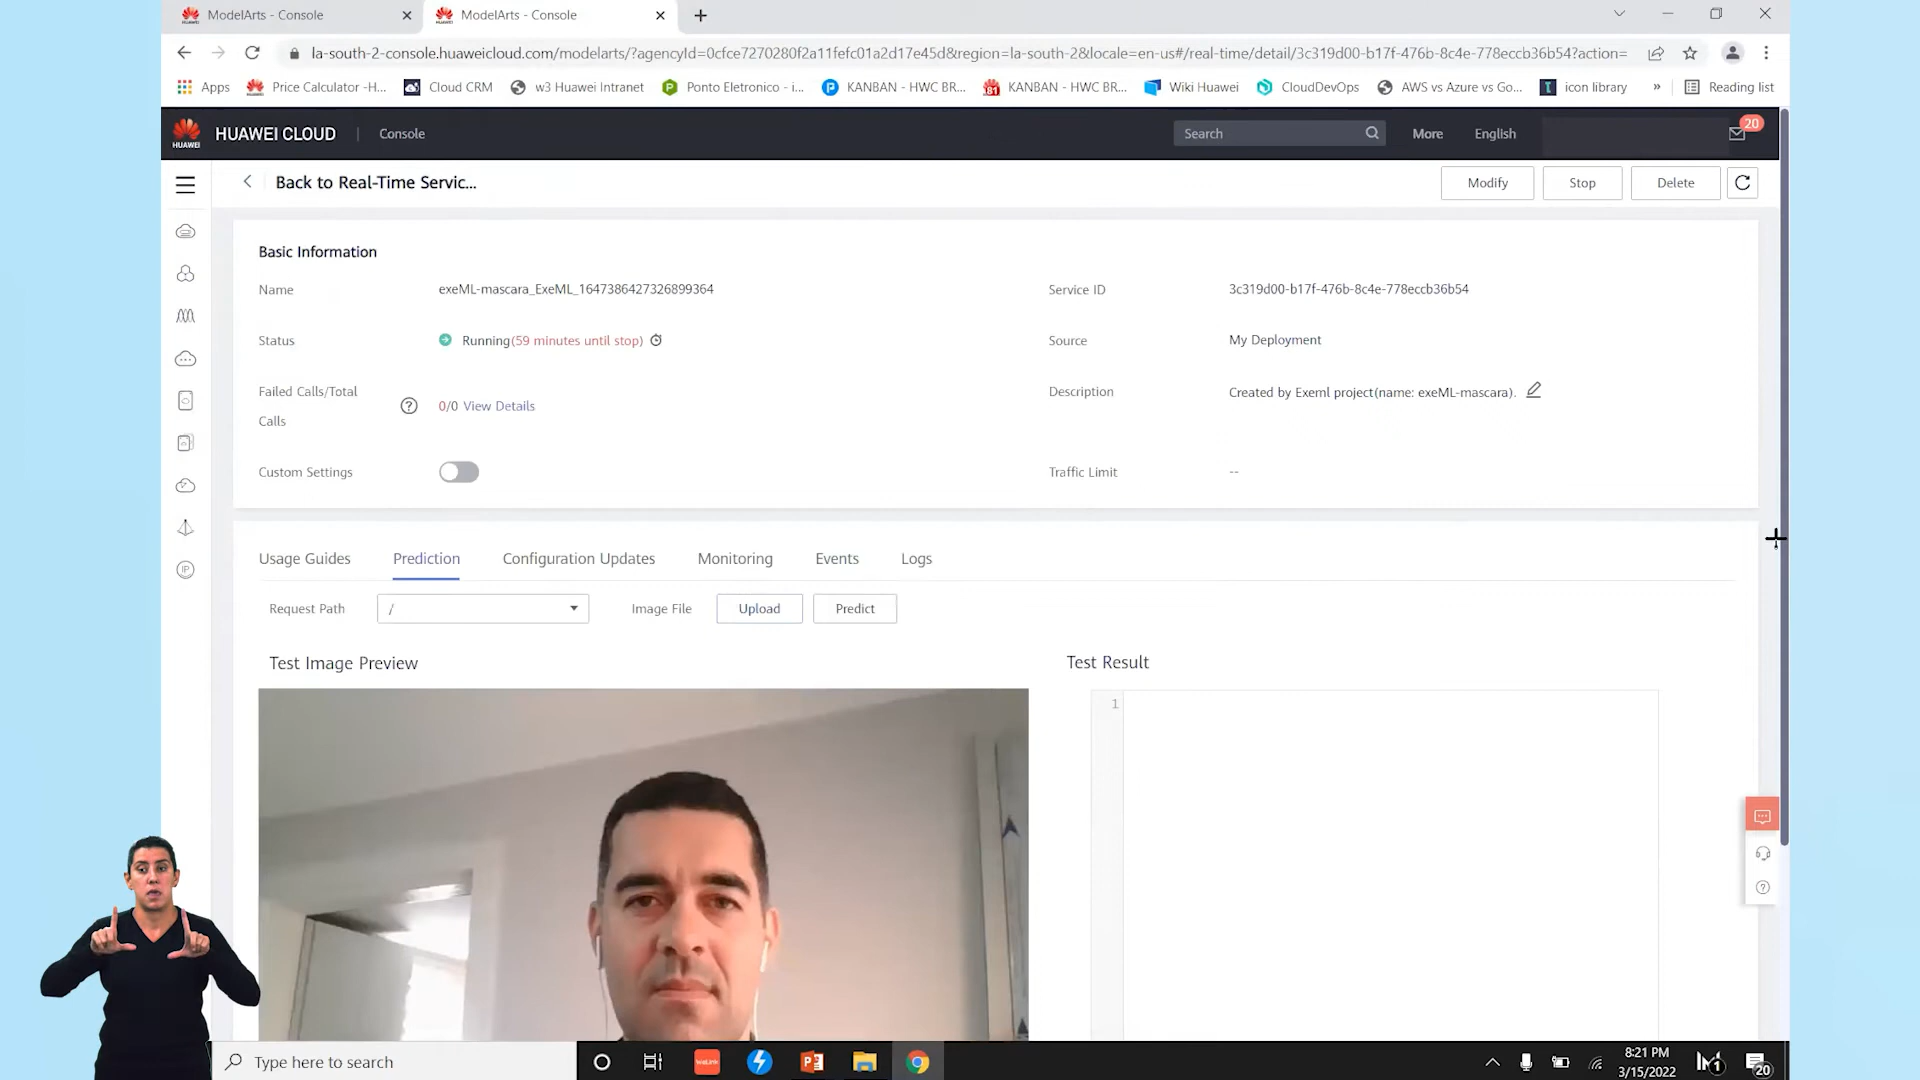 ModelArts - Console
ModelArts - Console
la-south-2-console.huaweicloud.com/modelarts/?agencyId=0cfce7270280f2a11fefc01a2d17e45d&region=la-south-2&locale=en-us#/real-time/detail/3c319d00-b17f-476b-8c4e-778eccb36b54?action=
Apps Price Calculator -H... Cloud CRM w3 Huawei Intranet Ponto Eletronico - i... KANBAN - HWC BR... KANBAN - HWC BR... Wiki Huawei CloudDevOps AWS vs Azure vs Go... icon library » Reading list
HUAWEI HUAWEI CLOUD | Console Search More English 20
Back to Real-Time Servic... Modify Stop Delete
Basic Information
Name exeML-mascara_ExeML_1647386427326899364 Service ID 3c319d00-b17f-476b-8c4e-778eccb36b54
Status Running(59 minutes until stop) Source My Deployment
Failed Calls/Total Calls 0/0 View Details Description Created by Exeml project(name: exeML-mascara).
Custom Settings Traffic Limit --
Usage Guides Prediction Configuration Updates Monitoring Events Logs
Request Path / Image File Upload Predict
Test Image Preview Test Result
1
Type here to search
8:21 PM
3/15/2022
1
20